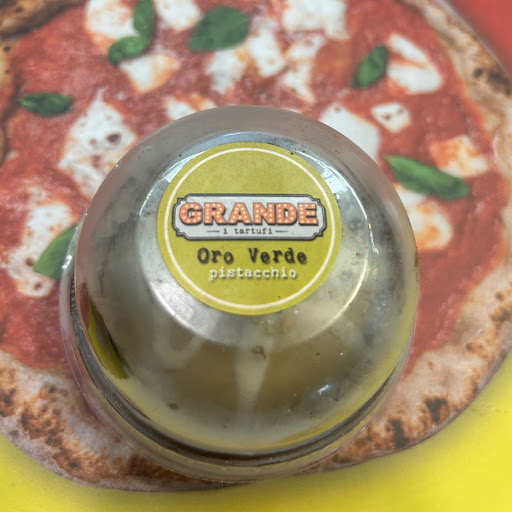 GRANDE
i tartufi
Oro Verde
pistacchio